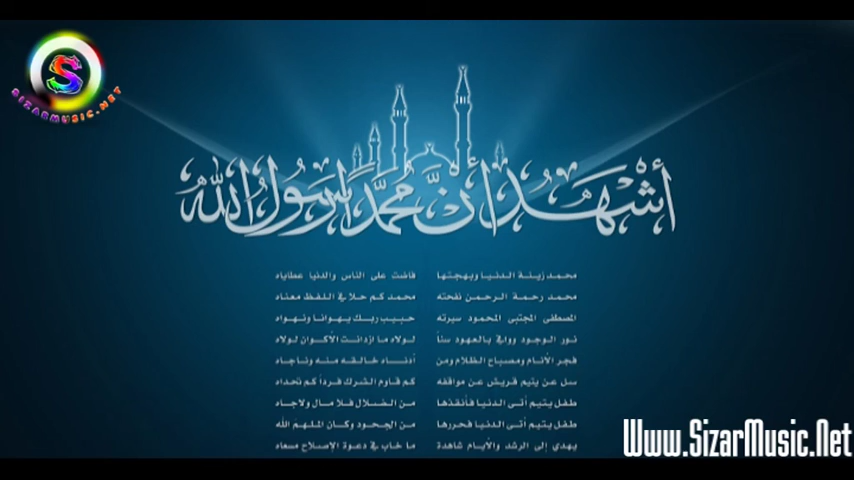 SIZARMUSIC.NET
أشهد أن محمدًا رسول الله
محمد زينة الدنيا وبهجتها فاضت على الناس والدنيا عطاياه
محمد رحمة الرحمن نفحته محمد كم حلا في اللفظ معناه
المصطفى المجتبى المحمود سيرته حبيب ربك يهوانا ونهواه
نور الوجود ووافي بالعهود سناً لولاه ما ازدانت الأكوان لولاه
فجر الأنام ومصباح الظلام ومن أدناه خالقه منه وناجاه
سل عن يتيم قريش عن مواقفه كم قاوم الشرك فرداً كم تحداه
طفل يتيم أتى الدنيا فأنقذها من الضلال فلا مال ولاجاه
طفل يتيم أتى الدنيا فحررها من الجحود وكان الملهم الله
يهدي إلى الرشد والأيام شاهدة ما خاب في دعوة الإصلاح مسعاه
Www.SizarMusic.Net